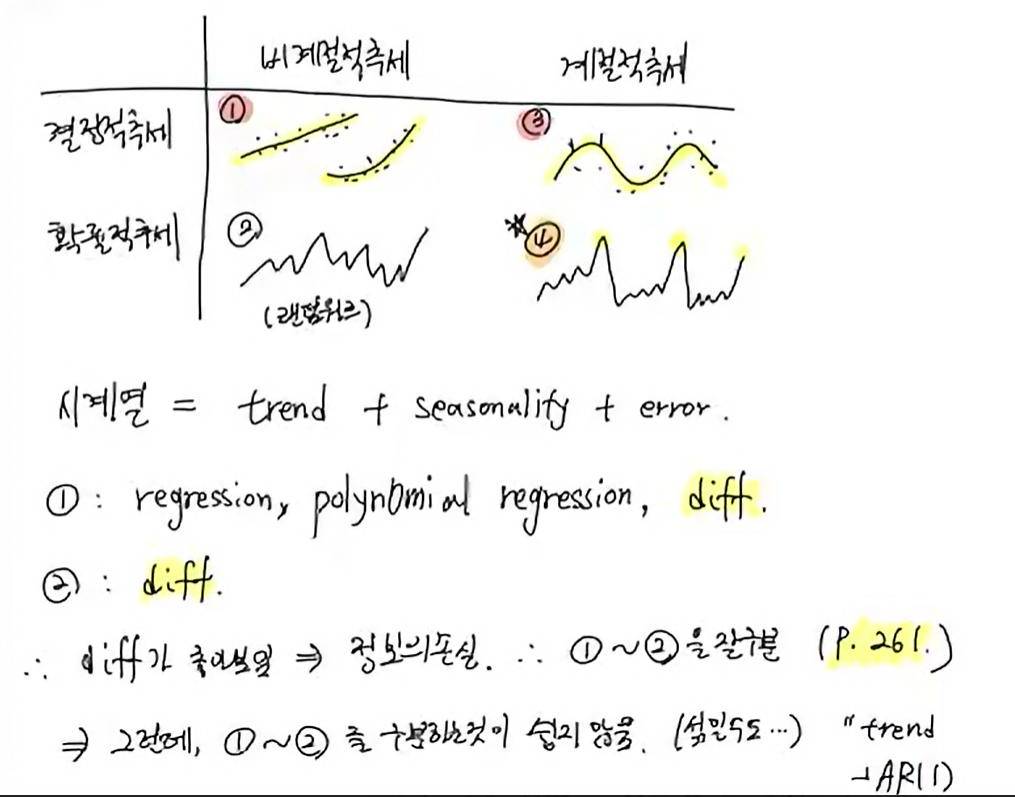 비계절적추세 계절적추세
결정적추세 ① ③
확률적추세 ② * ④
(랜덤워크)
시계열 = trend + seasonality + error.
①: regression, polynomial regression, diff.
②: diff.
∴ diff가 좋아보임 ⇒ 정보의손실. ∴ ①~②을 잘구분 (p. 261.)
⇒ 그런데, ①~②를 구분하는것이 쉽지 않음. (섞일수도...) "trend
→AR(1)